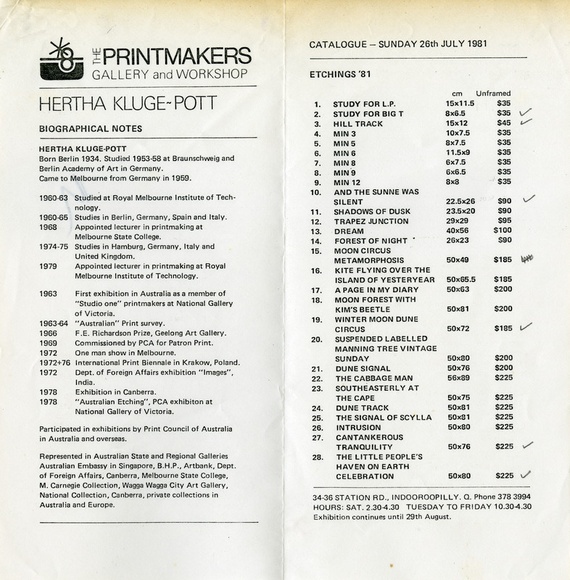 THE PRINTMAKERS
GALLERY and WORKSHOP
HERTHA KLUGE-POTT
BIOGRAPHICAL NOTES
HERTHA KLUGE-POTT
Born Berlin 1934. Studied 1953-58 at Braunschweig and
Berlin Academy of Art in Germany.
Came to Melbourne from Germany in 1959.
1960-63 Studied at Royal Melbourne Institute of Tech-
nology.
1960-65 Studies in Berlin, Germany, Spain and Italy.
1968 Appointed lecturer in printmaking at
Melbourne State College.
1974-75 Studies in Hamburg, Germany, Italy and
United Kingdom.
1979 Appointed lecturer in printmaking at Royal
Melbourne Institute of Technology.
1963 First exhibition in Australia as a member of
"Studio one" printmakers at National Gallery
of Victoria.
1963-64 "Australian" Print survey.
1966 F.E. Richardson Prize, Geelong Art Gallery.
1969 Commissioned by PCA for Patron Print.
1972 One man show in Melbourne.
1972+76 International Print Biennale in Krakow, Poland.
1972 Dept. of Foreign Affairs exhibition "Images",
India.
1978 Exhibition in Canberra.
1978 "Australian Etching", PCA exhibiton at
National Gallery of Victoria.
Participated in exhibitions by Print Council of Australia
in Australia and overseas.
Represented in Australian State and Regional Galleries
Australian Embassy in Singapore, B.H.P., Artbank, Dept.
of Foreign Affairs, Canberra, Melbourne State College,
M. Carnegie Collection, Wagga Wagga City Art Gallery,
National Collection, Canberra, private collections in
Australia and Europe.
CATALOGUE – SUNDAY 26th JULY 1981
ETCHINGS '81
cm Unframed
1. STUDY FOR L.P. 15x11.5 $35
2. STUDY FOR BIG T 8x6.5 $35
3. HILL TRACK 15x12 $45
4. MIN 3 10x7.5 $35
5. MIN 5 8x7.5 $35
6. MIN 6 11.5x9 $35
7. MIN 8 6x7.5 $35
8. MIN 9 6x6.5 $35
9. MIN 12 8x8 $35
10. AND THE SUNNE WAS
SILENT 22.5x26 $90
11. SHADOWS OF DUSK 23.5x20 $90
12. TRAPEZ JUNCTION 29x29 $95
13. DREAM 40x56 $100
14. FOREST OF NIGHT 26x23 $90
15. MOON CIRCUS
METAMORPHOSIS 50x49 $185
16. KITE FLYING OVER THE
ISLAND OF YESTERYEAR 50x65.5 $185
17. A PAGE IN MY DIARY 50x63 $200
18. MOON FOREST WITH
KIM'S BEETLE 50x81 $200
19. WINTER MOON DUNE
CIRCUS 50x72 $185
20. SUSPENDED LABELLED
MANNING TREE VINTAGE
SUNDAY 50x80 $200
21. DUNE SIGNAL 50x76 $200
22. THE CABBAGE MAN 56x89 $225
23. SOUTHEASTERLY AT
THE CAPE 50x75 $225
24. DUNE TRACK 50x81 $225
25. THE SIGNAL OF SCYLLA 50x81 $225
26. INTRUSION 50x80 $225
27. CANTANKEROUS
TRANQUILITY 50x76 $225
28. THE LITTLE PEOPLE'S
HAVEN ON EARTH
CELEBRATION 50x80 $225
34-36 STATION RD., INDOOROOPILLY. Q. Phone 378 3994
HOURS: SAT. 2.30-4.30 TUESDAY TO FRIDAY 10.30-4.30
Exhibition continues until 29th August.